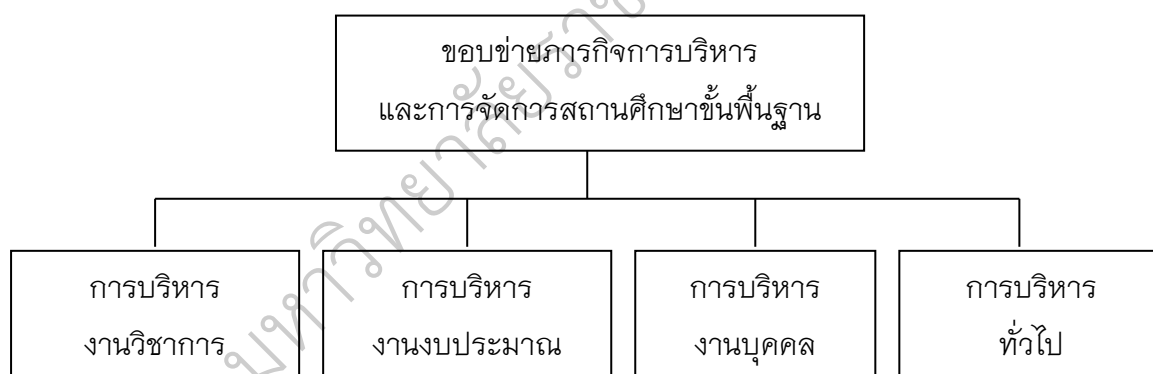 ขอบข่ายภารกิจการบริหาร
และการจัดการสถานศึกษาขั้นพื้นฐาน
การบริหาร
งานวิชาการ
การบริหาร
งานงบประมาณ
การบริหาร
งานบุคคล
การบริหาร
ทั่วไป